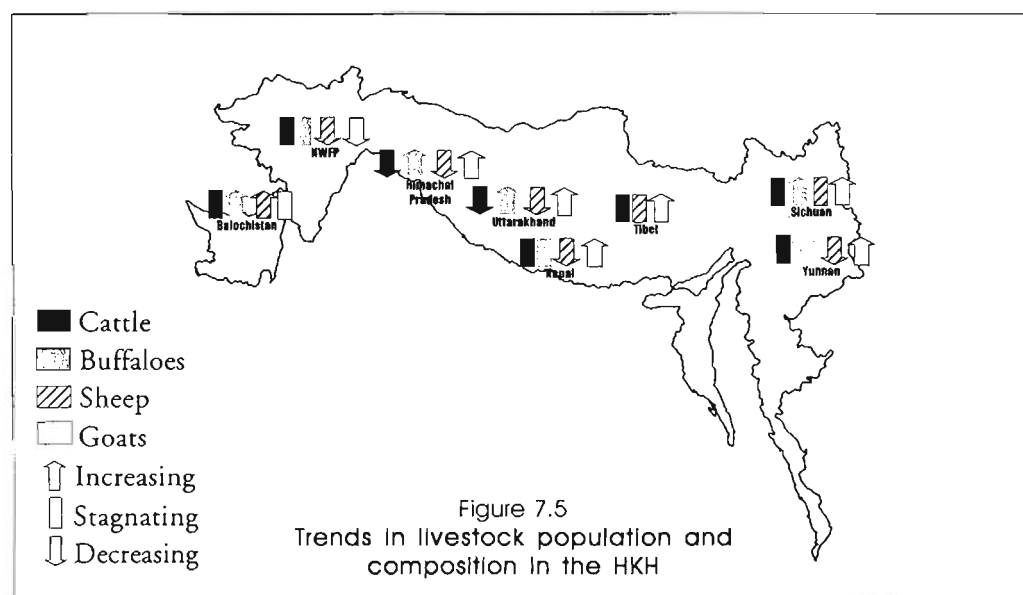 NWFP
Himachal
Pradesh
Balochistan
Uttarakhand
Tibet
Sichuan
Nepal
Yunnan
Cattle
Buffaloes
Sheep
Goats
Increasing
Stagnating
Decreasing
Figure 7.5
Trends in livestock population and
composition in the HKH